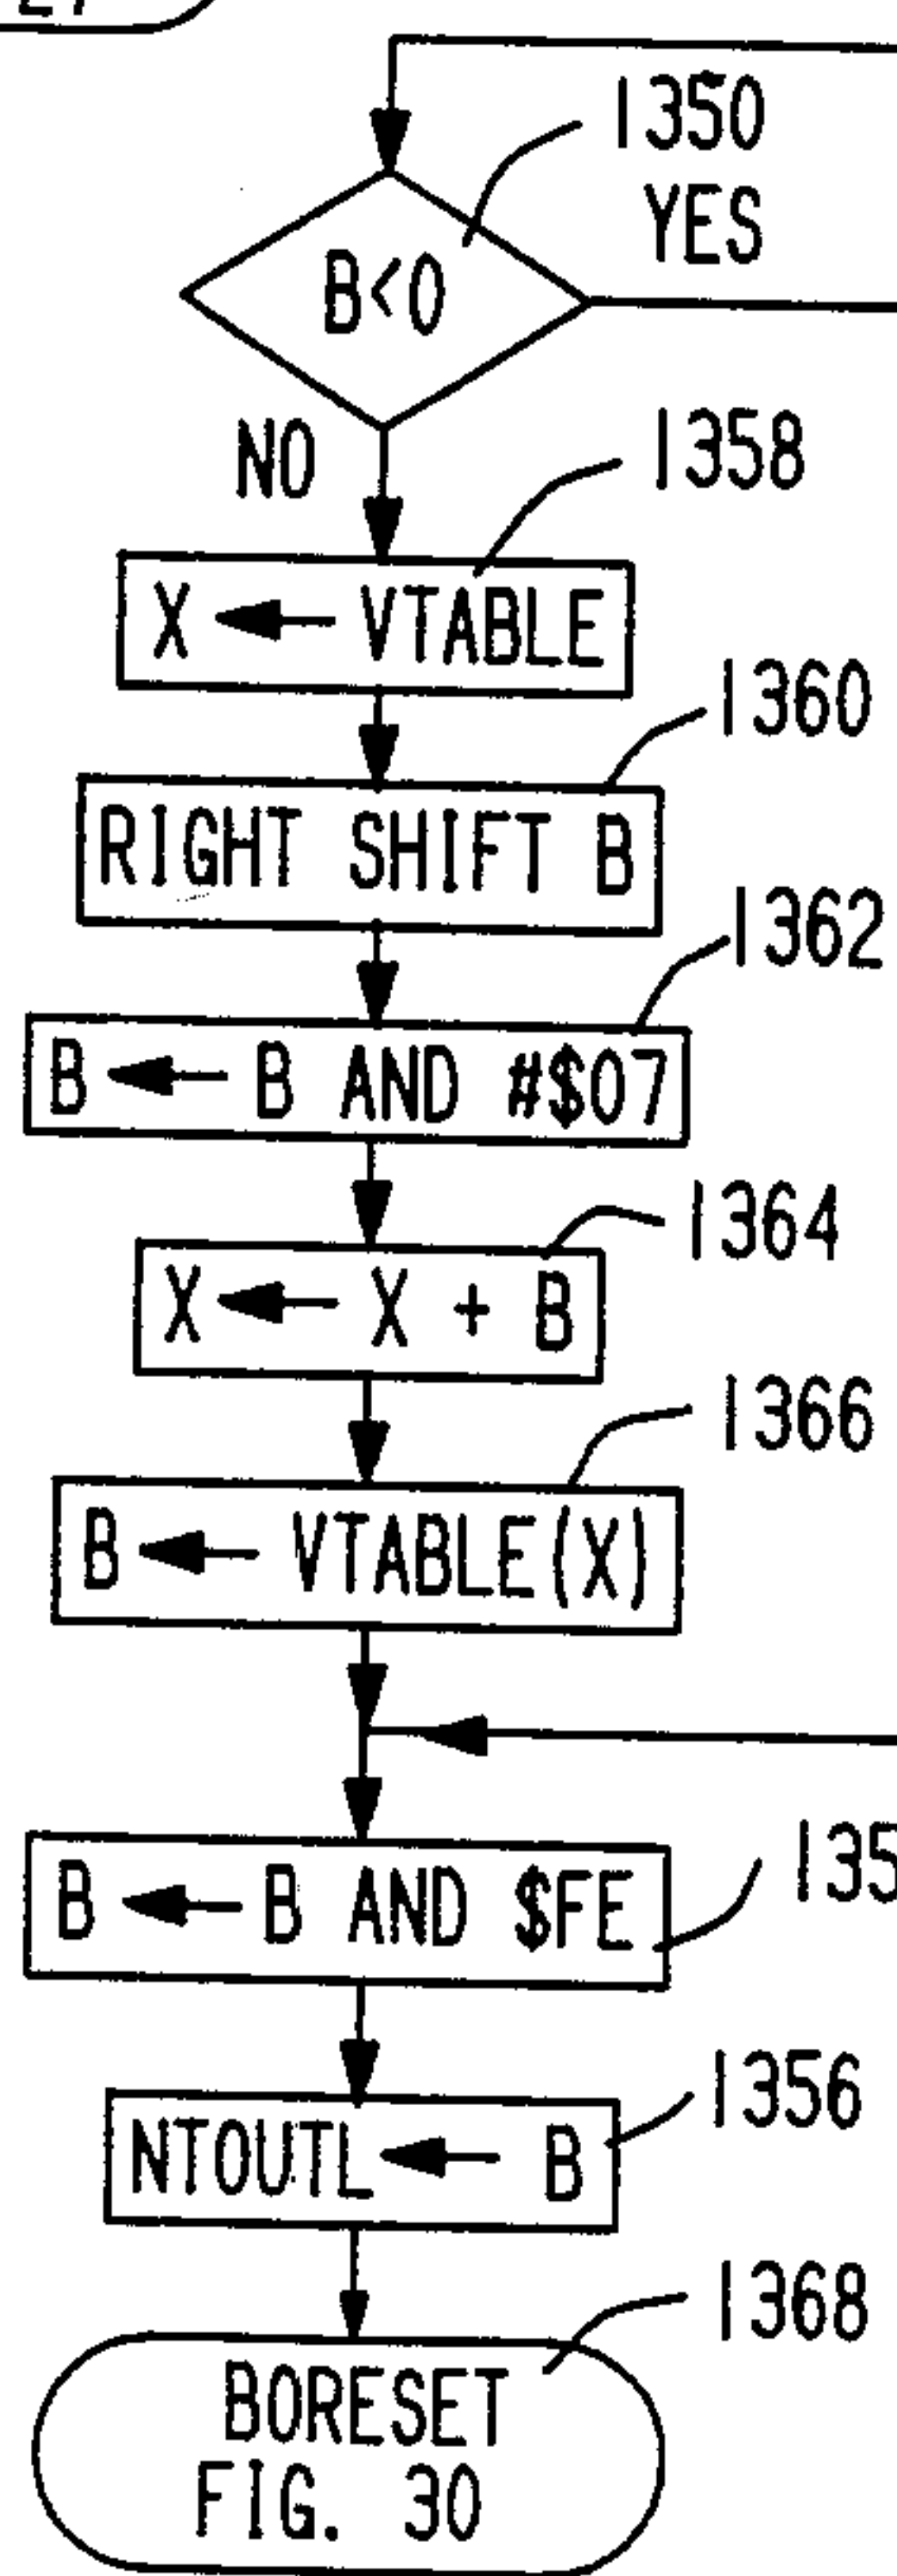 1350
YES
B<0
NO
1358
X ← VTABLE
1360
RIGHT SHIFT B
1362
B ← B AND #$07
1364
X ← X + B
1366
B ← VTABLE(X)
B ← B AND $FE
1356
NTOUTL ← B
1368
BORESET
FIG. 30